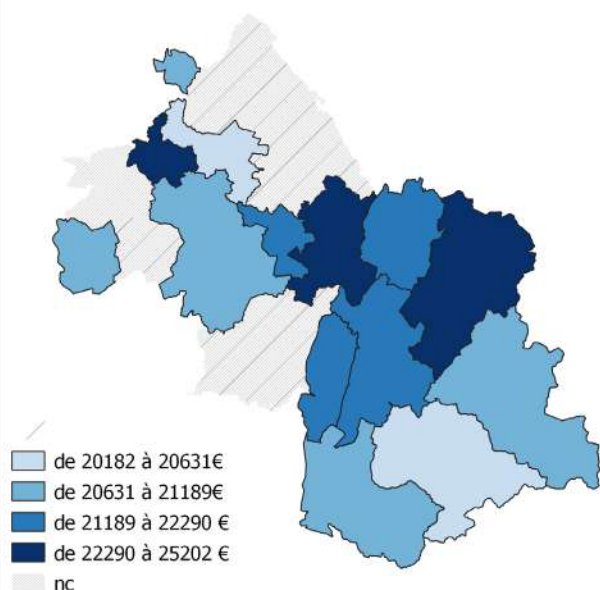 de 20182 à 20631€
de 20631 à 21189€
de 21189 à 22290 €
de 22290 à 25202 €
nc